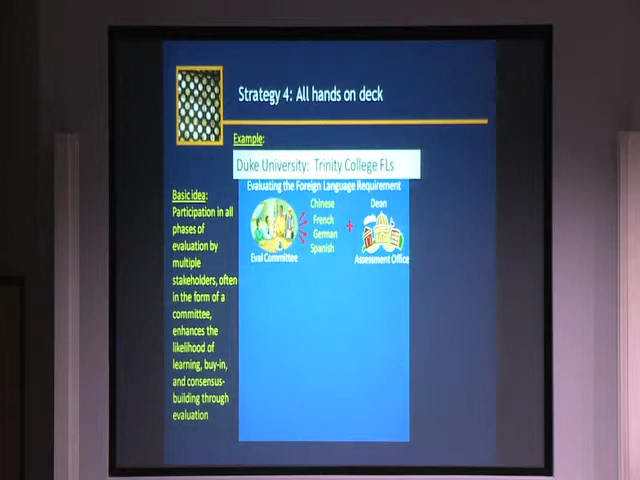 Strategy 4: All hands on deck
Example:
Duke University: Trinity College FLs
Evaluating the Foreign Language Requirement
Chinese
French
German
Spanish
+
Dean
Eval Committee
Assessment Office
Basic idea:
Participation in all
phases of
evaluation by
multiple
stakeholders, often
in the form of a
committee,
enhances the
likelihood of
learning, buy-in,
and consensus-
building through
evaluation